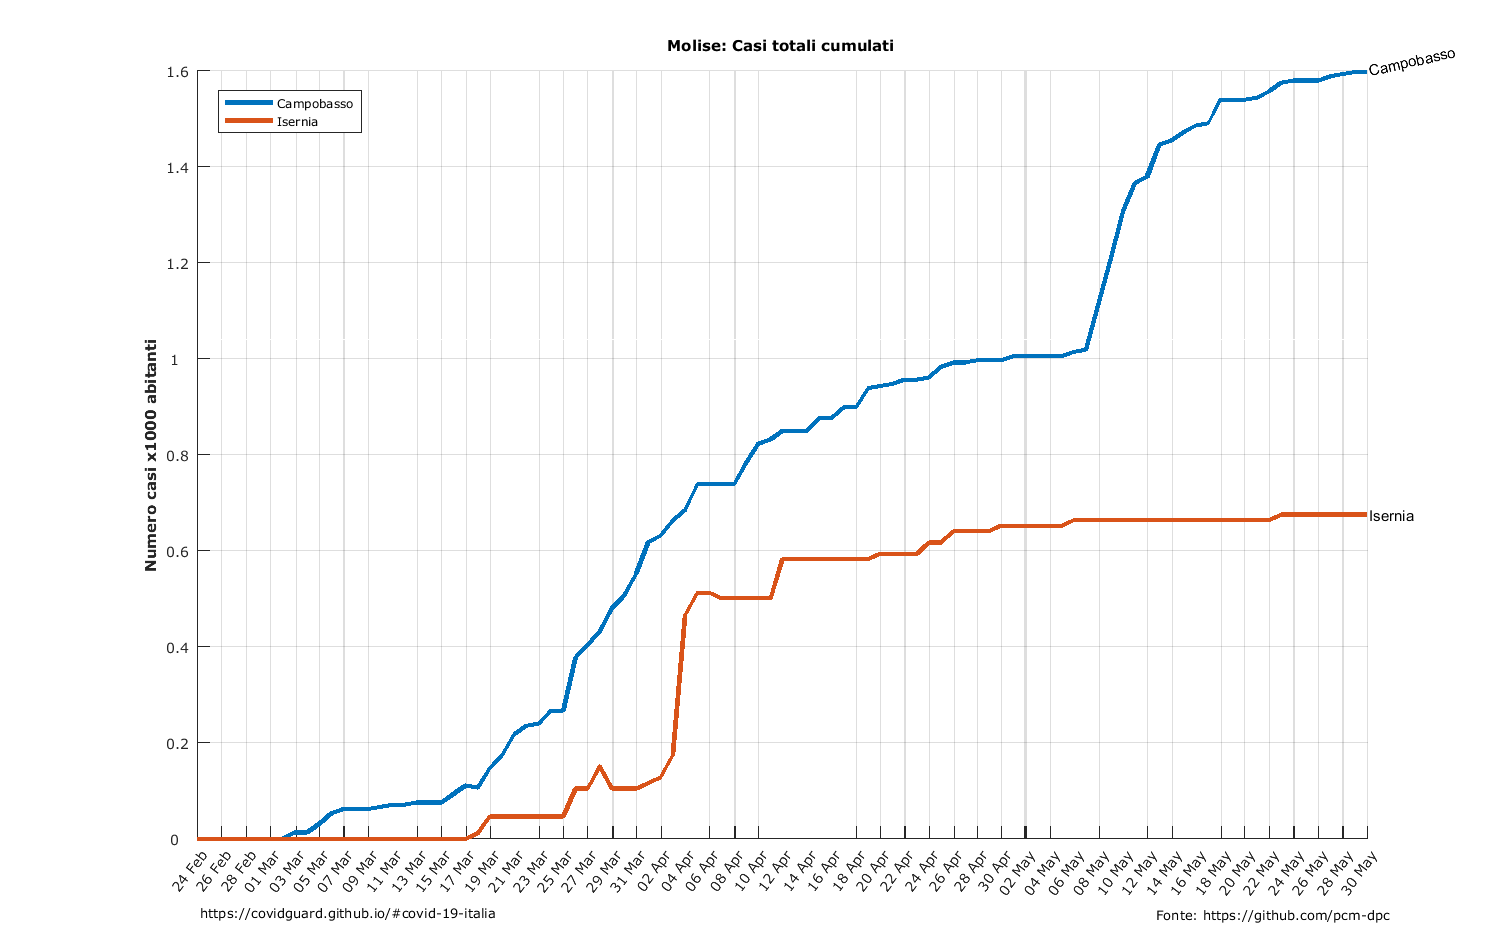 Molise: Casi totali cumulati
Campobasso
Isernia
Campobasso
Isernia
Numero casi x1000 abitanti
1.6
1.4
1.2
1
0.8
0.6
0.4
0.2
0
24 Feb
26 Feb
28 Feb
01 Mar
03 Mar
05 Mar
07 Mar
09 Mar
11 Mar
13 Mar
15 Mar
17 Mar
19 Mar
21 Mar
23 Mar
25 Mar
27 Mar
29 Mar
31 Mar
02 Apr
04 Apr
06 Apr
08 Apr
10 Apr
12 Apr
14 Apr
16 Apr
18 Apr
20 Apr
22 Apr
24 Apr
26 Apr
28 Apr
30 Apr
02 May
04 May
06 May
08 May
10 May
12 May
14 May
16 May
18 May
20 May
22 May
24 May
26 May
28 May
30 May
https://covidguard.github.io/#covid-19-italia
Fonte: https://github.com/pcm-dpc